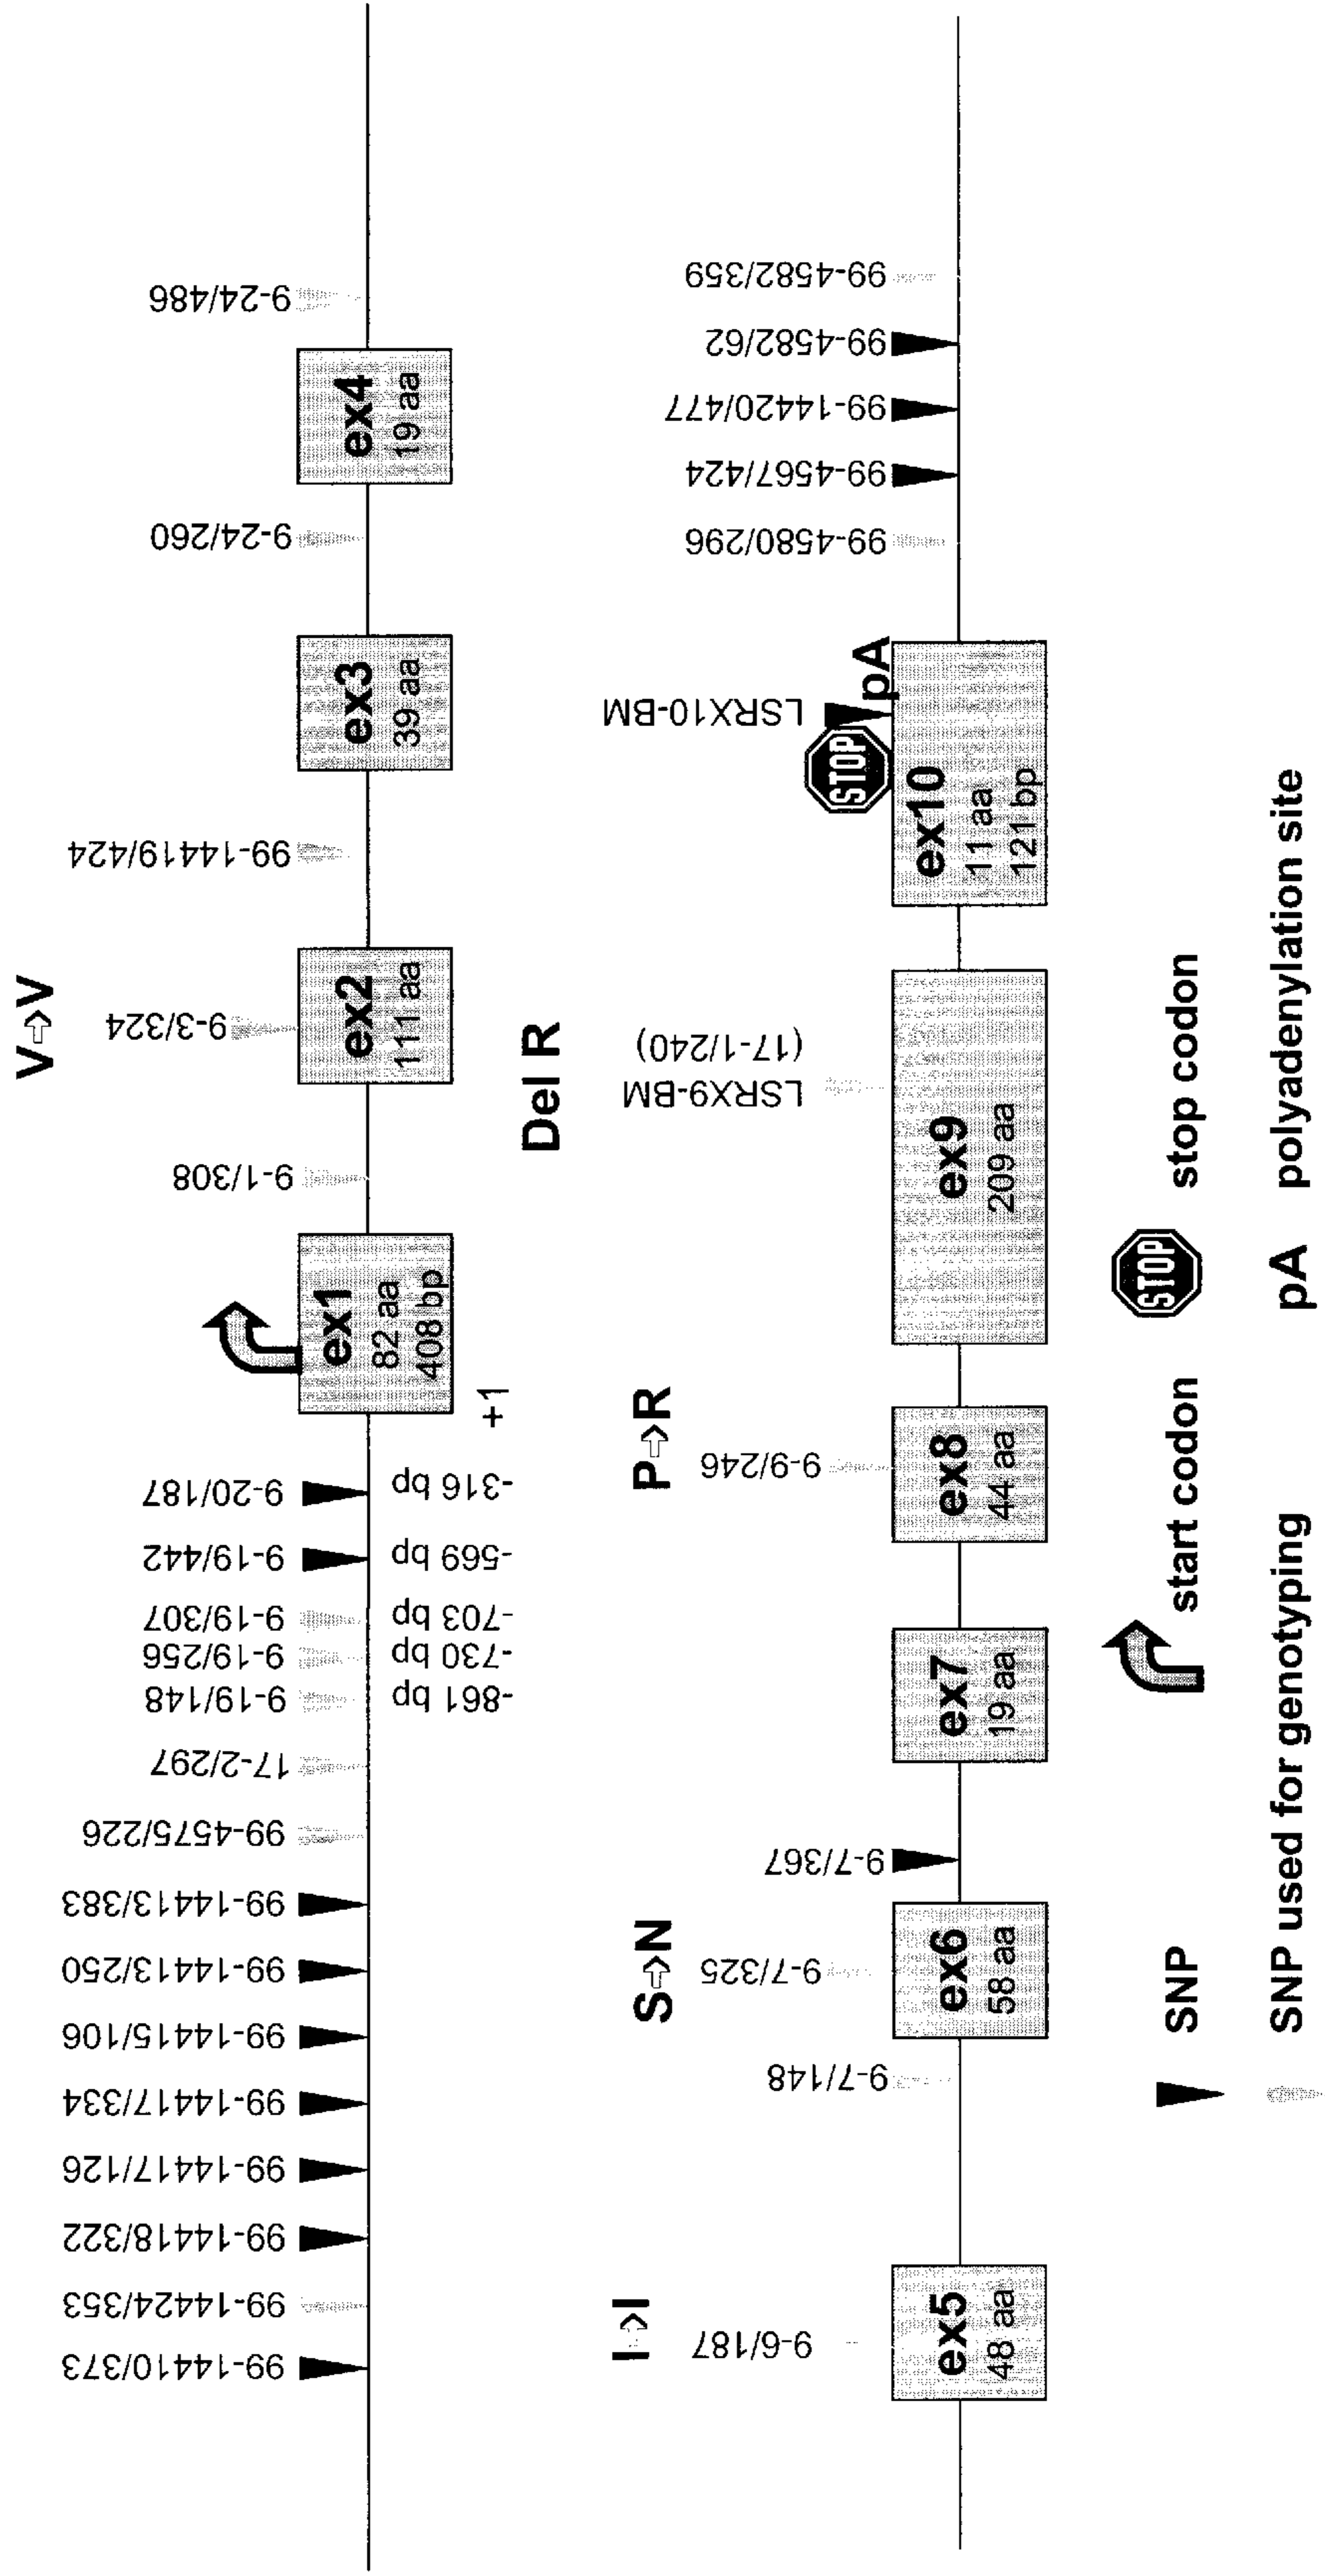 V⇨V
99-14410/373
99-14424/353
99-14418/322
99-14417/126
99-14417/334
99-14415/106
99-14413/250
99-14413/383
99-4575/226
17-2/297
9-19/148
9-19/256
9-19/307
9-19/442
9-20/187
9-1/308
9-3/324
99-14419/424
9-24/260
9-24/486
ex1
82 aa
408 bp
ex2
111 aa
ex3
39 aa
ex4
19 aa
-861 bp
-730 bp
-703 bp
-569 bp
-316 bp
+1
Del R
I⇨I
S⇨N
P⇨R
9-6/187
9-7/148
9-7/325
9-7/367
9-9/246
LSRX9-BM
(17-1/240)
LSRX10-BM
99-4580/296
99-4567/424
99-14420/477
99-4582/62
99-4582/359
STOP
pA
ex5
48 aa
ex6
58 aa
ex7
19 aa
ex8
44 aa
ex9
209 aa
ex10
11 aa
121 bp
SNP
start codon
STOP stop codon
SNP used for genotyping
pA polyadenylation site